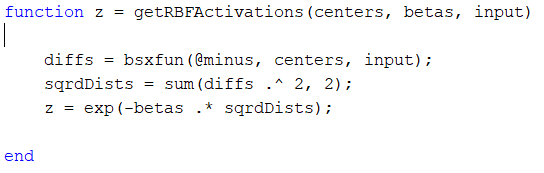 function z = getRBFActivations(centers, betas, input)
diffs = bsxfun(@minus, centers, input);
sqrdDists = sum(diffs .^ 2, 2);
z = exp(-betas .* sqrdDists);
end